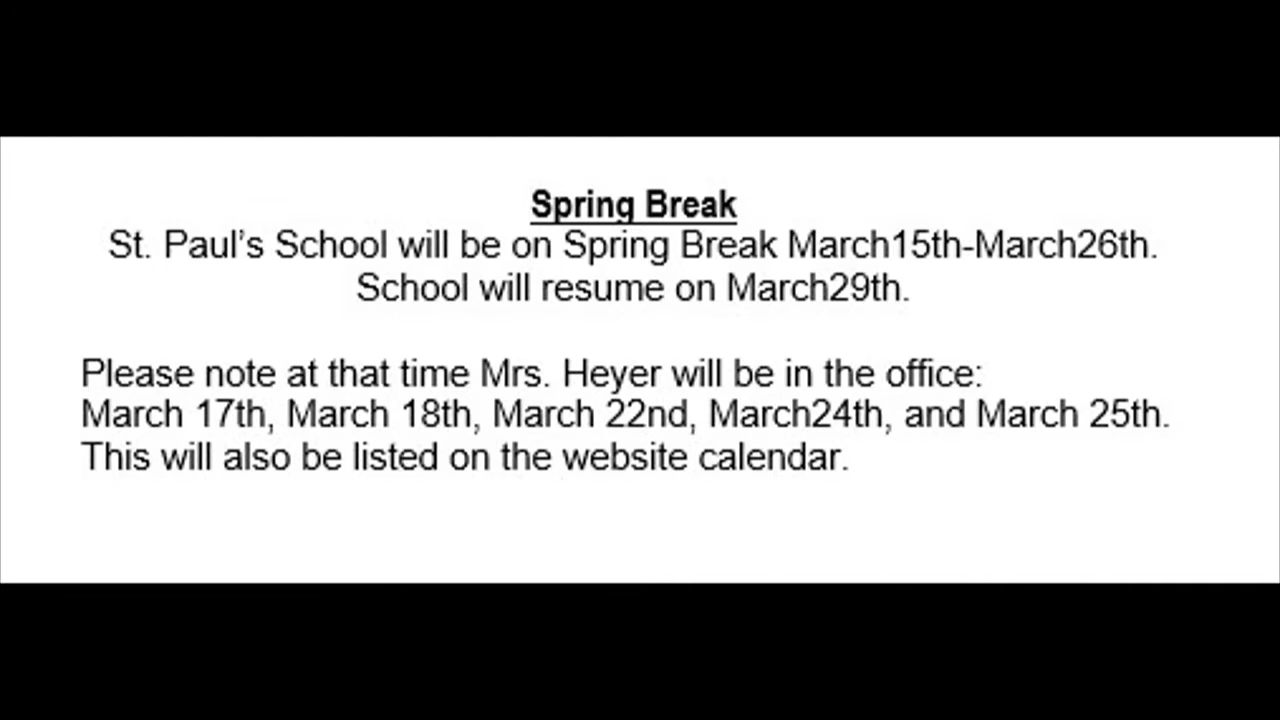 Spring Break
St. Paul’s School will be on Spring Break March15th-March26th.
School will resume on March29th.
Please note at that time Mrs. Heyer will be in the office:
March 17th, March 18th, March 22nd, March24th, and March 25th.
This will also be listed on the website calendar.